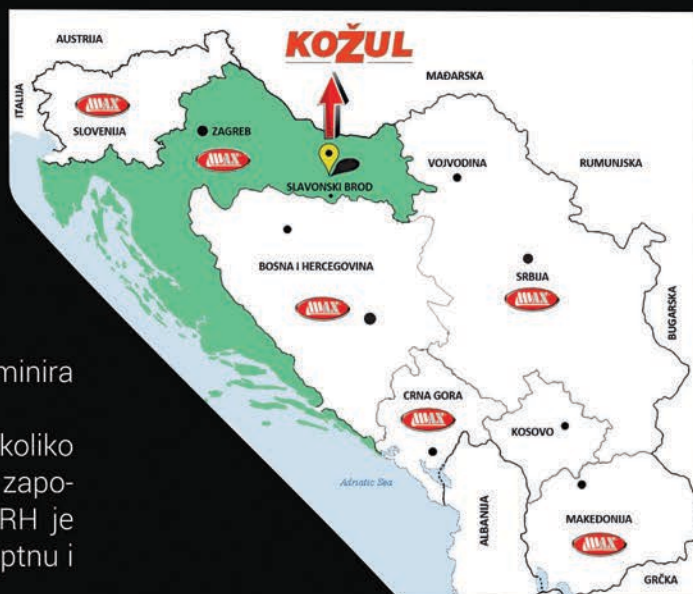 AUSTRIJA
KOŽUL
MAĐARSKA
ITALIJA
MAX
SLOVENIJA
ZAGREB
MAX
VOJVODINA
RUMUNJSKA
SLAVONSKI BROD
BOSNA I HERCEGOVINA
MAX
SRBIJA
MAX
BUGARSKA
CRNA GORA
MAX
KOSOVO
Adriatic Sea
ALBANIJA
MAKEDONIJA
MAX
GRČKA
minira
koliko
zapo-
RH je
ptnu i